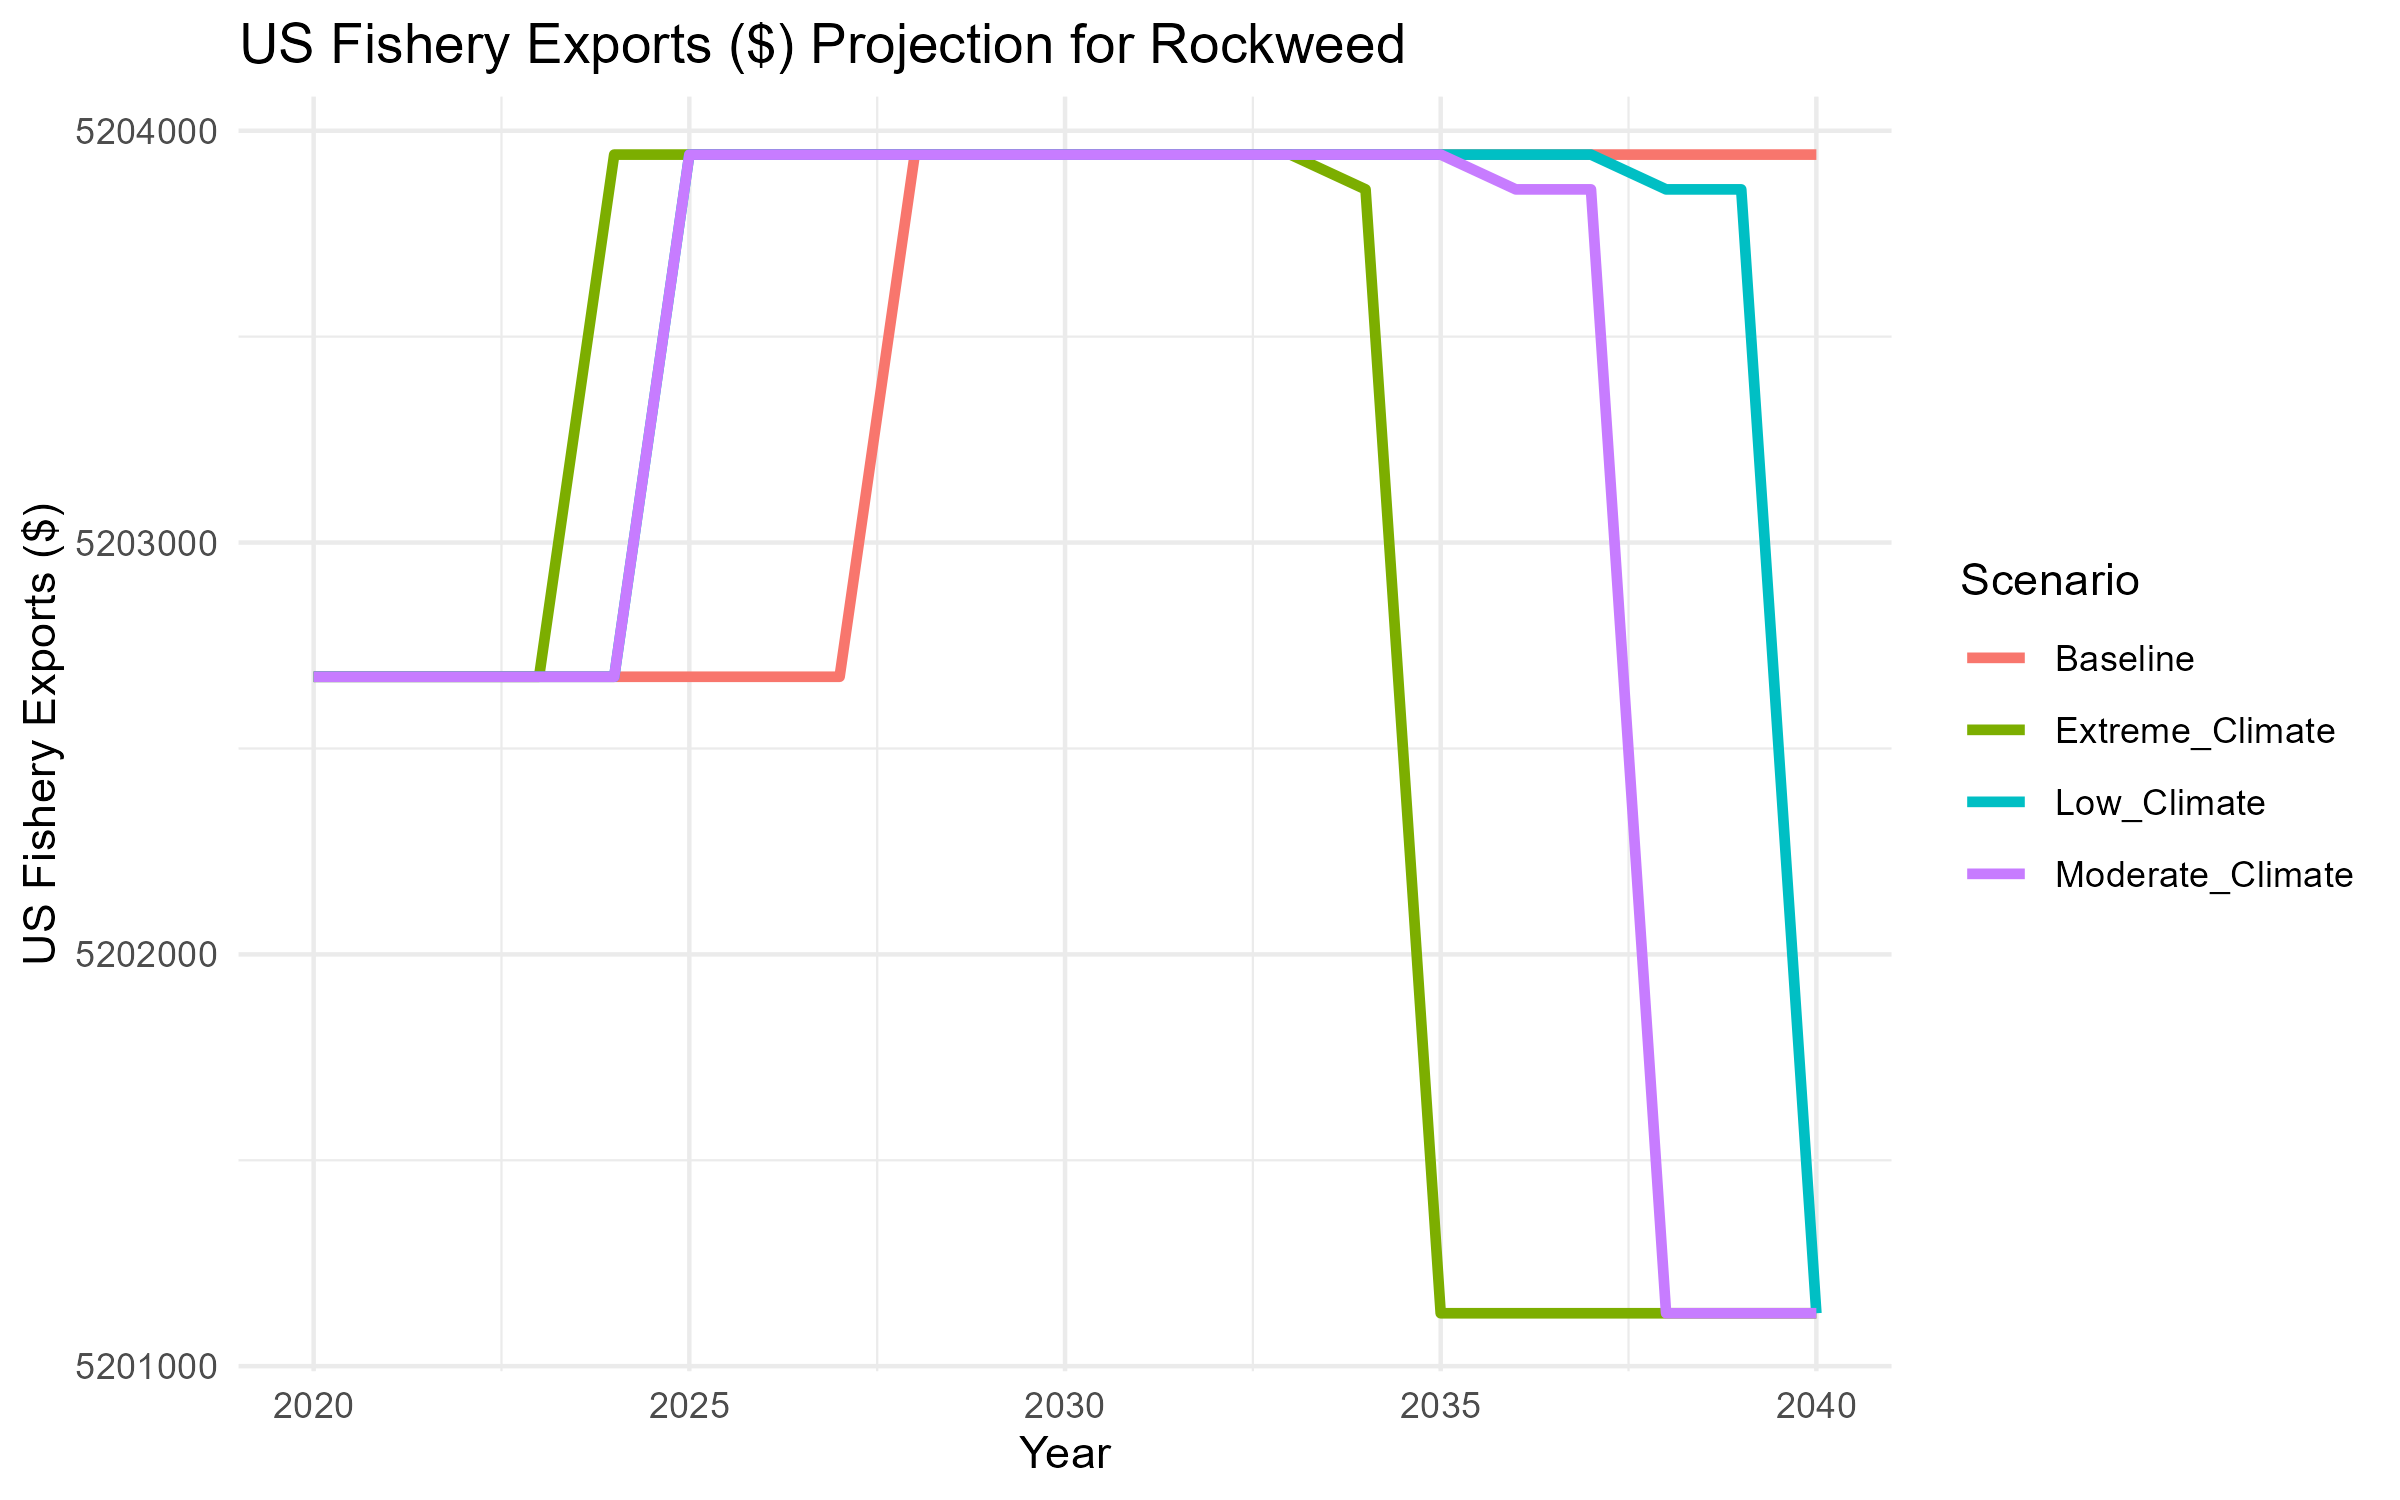 US Fishery Exports ($) Projection for Rockweed
US Fishery Exports ($)
5204000
5203000
5202000
5201000
2020 2025 2030 2035 2040
Year
Scenario
Baseline
Extreme_Climate
Low_Climate
Moderate_Climate